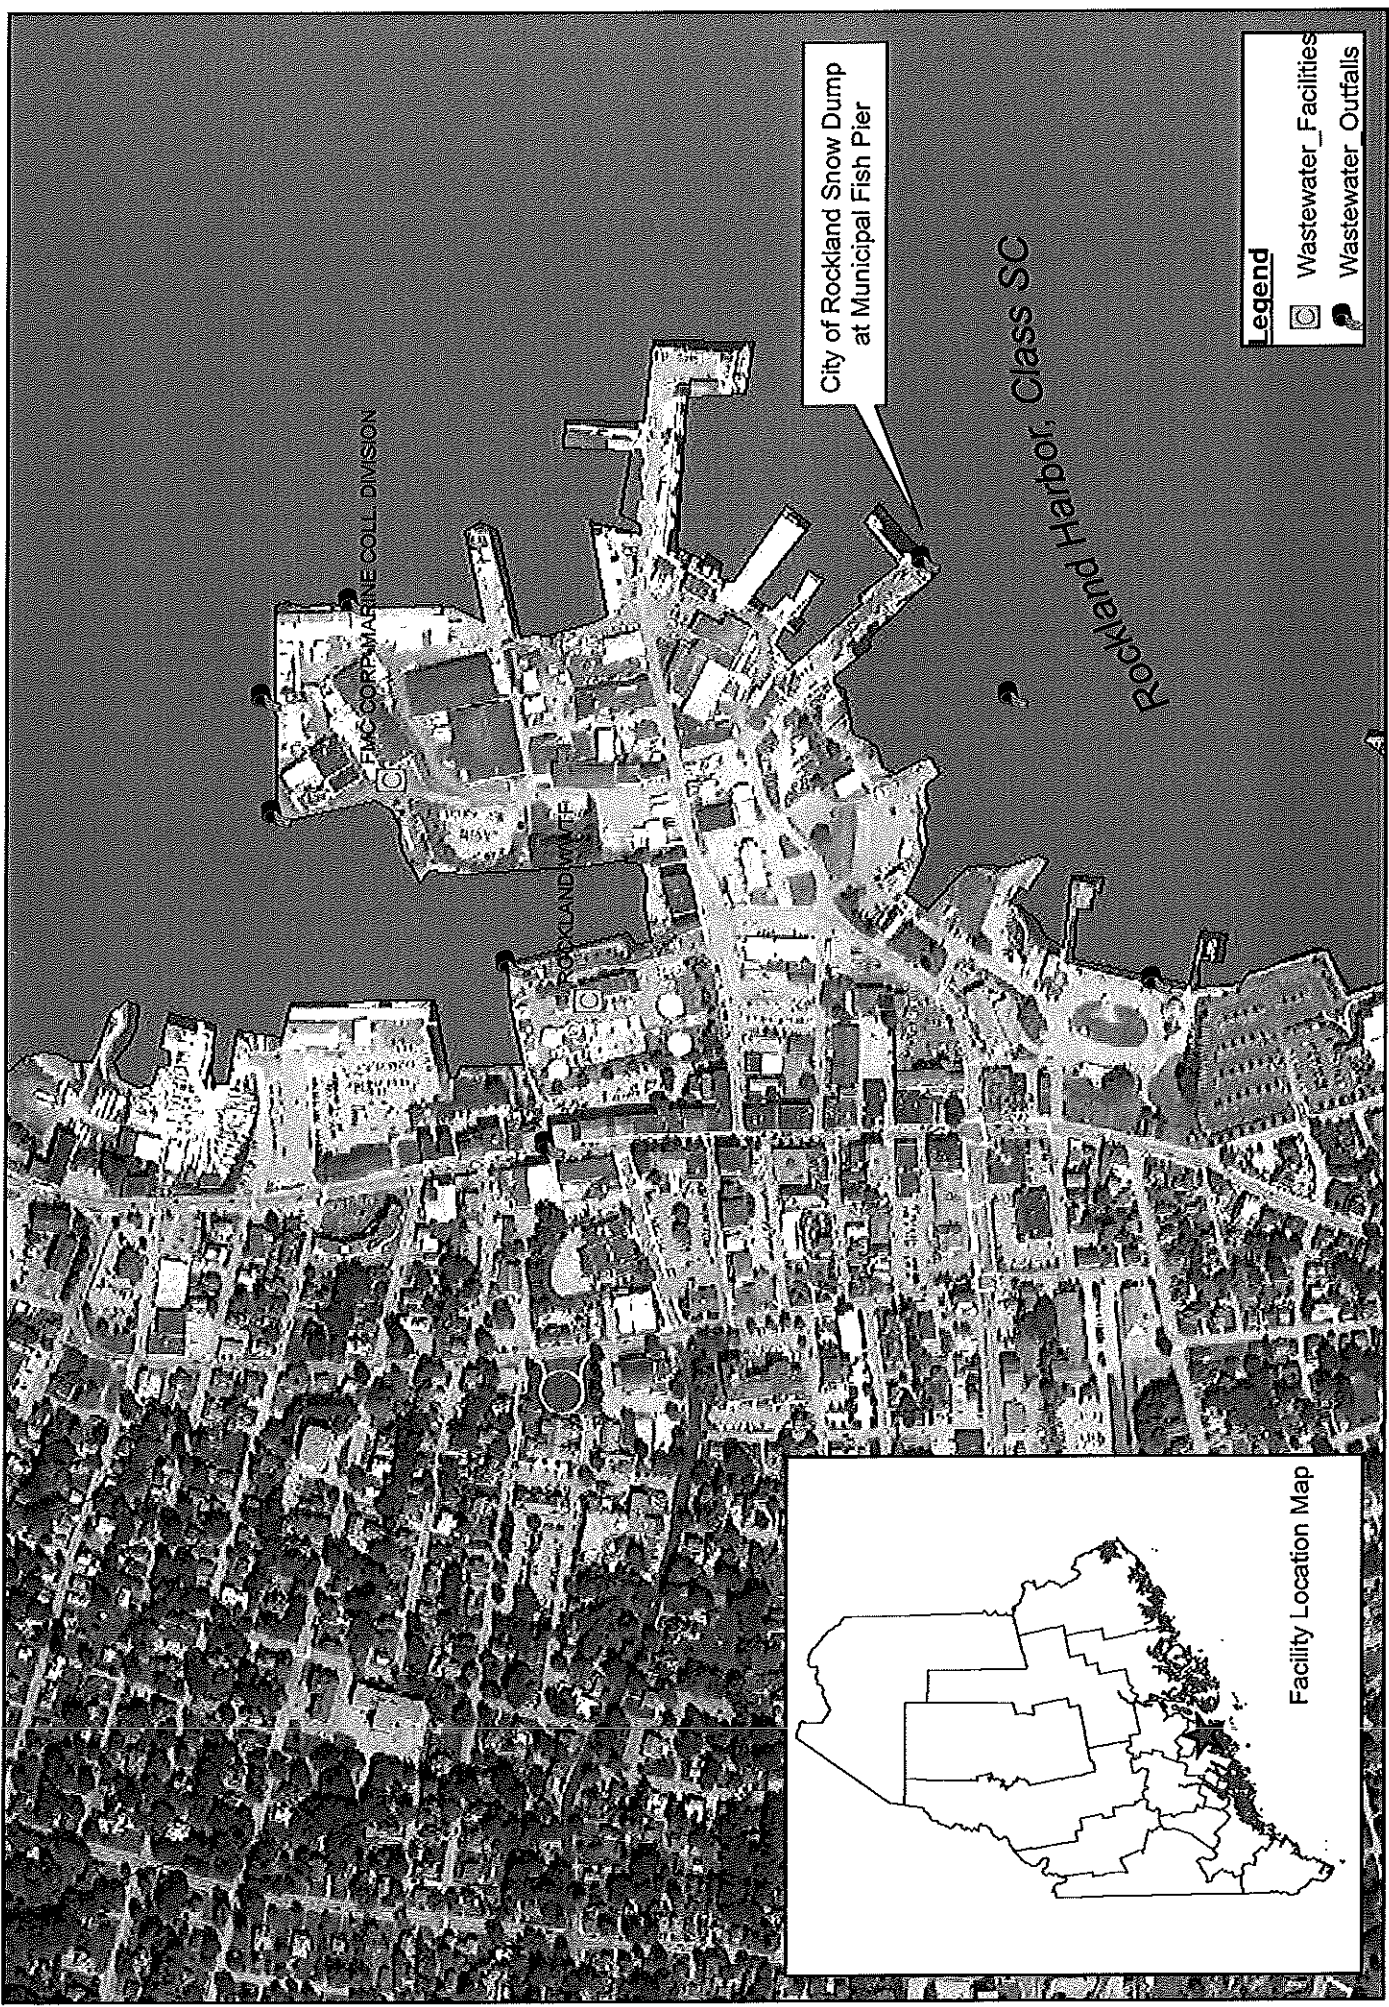 FMC CORP-MARINE COLL. DIVISION
ROCKLAND WWTF
City of Rockland Snow Dump
at Municipal Fish Pier
Rockland Harbor, Class SC
Legend
Wastewater_Facilities
Wastewater_Outfalls
Facility Location Map